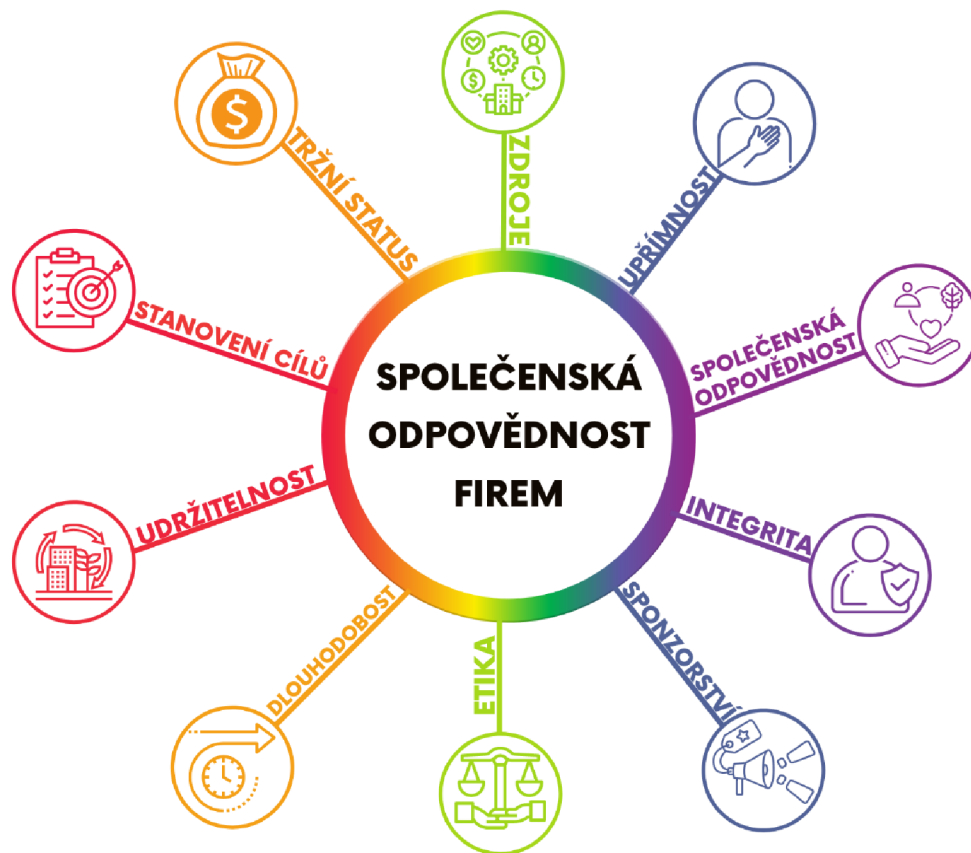 ZDROJE
TRŽNÍ STATUS
UPŘÍMNOST
STANOVENÍ CÍLŮ
SPOLEČENSKÁ
ODPOVĚDNOST
SPOLEČENSKÁ
ODPOVĚDNOST
FIREM
UDRŽITELNOST
INTEGRITA
DLOUHODOBOST
ETIKA
SPONZORSTVÍ
$
$